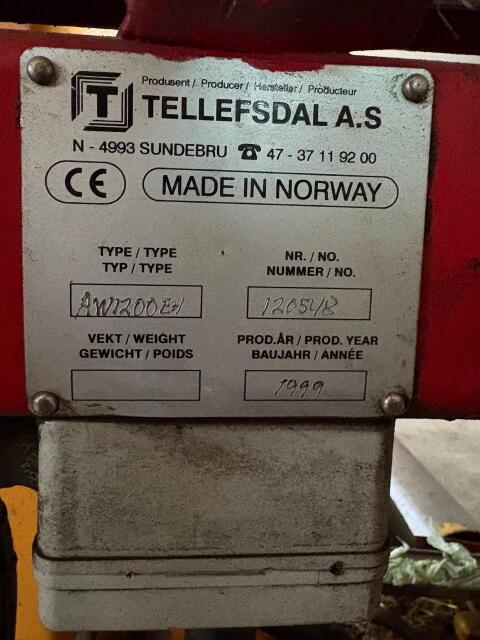 T
Produsent / Producer / Hersteller / Producteur
TELLEFSDAL A.S
N - 4993 SUNDEBRU ☎ 47 - 37 11 92 00
CE
MADE IN NORWAY
TYPE / TYPE
TYP / TYPE
NR. / NO.
NUMMER / NO.
AW1200EH
120548
VEKT / WEIGHT
GEWICHT / POIDS
PROD.ÅR / PROD. YEAR
BAUJAHR / ANNÉE
1999